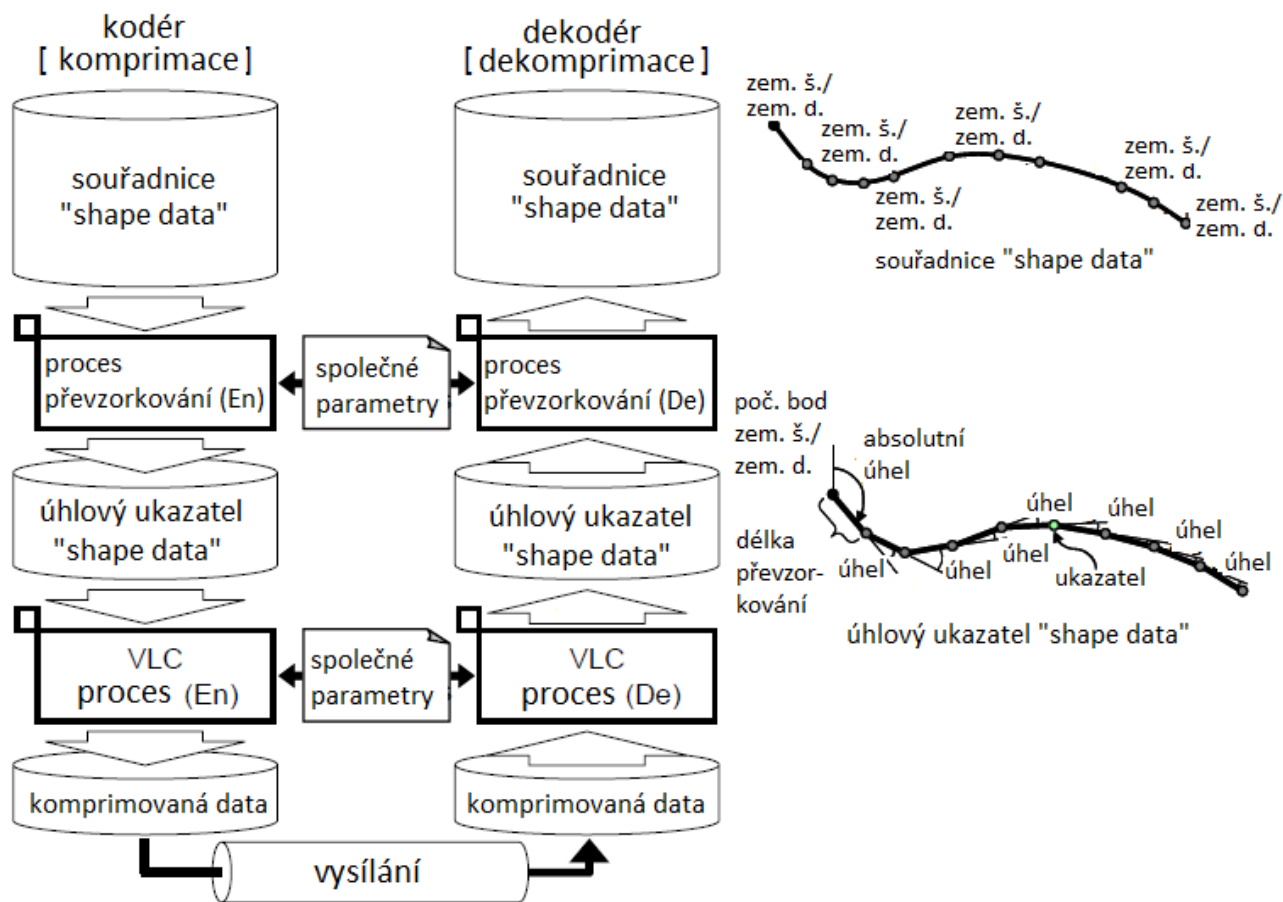 kodér
[ komprimace]
souřadnice
"shape data"
proces
převzorkování (En)
úhlový ukazatel
"shape data"
VLC
proces (En)
komprimovaná data
společné
parametry
společné
parametry
vysílání
dekodér
[dekomprimace]
souřadnice
"shape data"
proces
převzorkování (De)
úhlový ukazatel
"shape data"
VLC
proces (De)
komprimovaná data
zem. š./
zem. d.
zem. š./
zem. d.
zem. š./
zem. d.
zem. š./
zem. d.
zem. š./
zem. d.
zem. š./
zem. d.
souřadnice "shape data"
poč. bod
zem. š./
zem. d.
absolutní
úhel
délka
převzor-
kování
úhel
úhel
úhel
úhel
úhel
úhel
úhel
ukazatel
úhlový ukazatel "shape data"